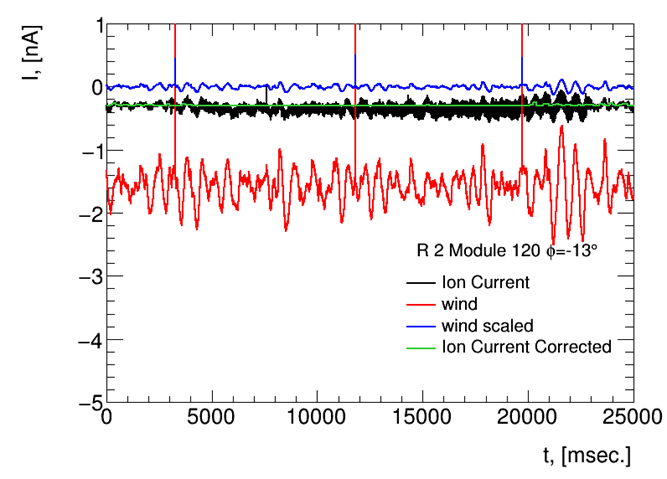 I, [nA]
1
0
−1
−2
−3
−4
−5
R 2 Module 120 ϕ=-13°
Ion Current
wind
wind scaled
Ion Current Corrected
0 5000 10000 15000 20000 25000
t, [msec.]